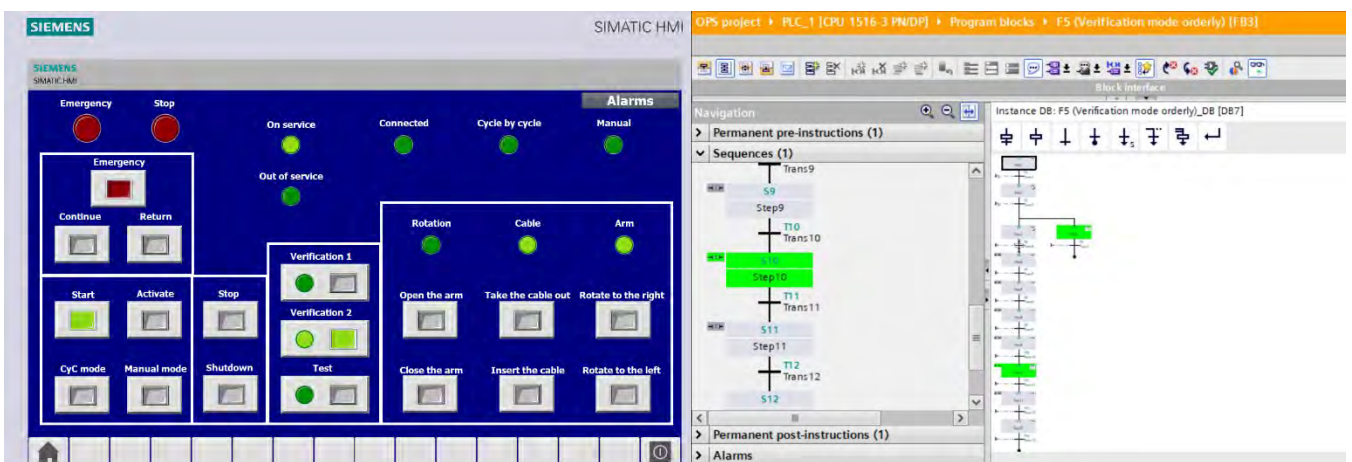 SIEMENS
SIMATIC HMI
SIEMENS
SIMATIC HMI
Alarms
Emergency
Stop
On service
Connected
Cycle by cycle
Manual
Emergency
Out of service
Continue
Return
Rotation
Cable
Arm
Verification 1
Start
Activate
Stop
Open the arm
Take the cable out
Rotate to the right
Verification 2
CyC mode
Manual mode
Shutdown
Test
Close the arm
Insert the cable
Rotate to the left
OPS project PLC_1 [CPU 1516-3 PN/DP] Program blocks F5 (Verification mode orderly) [FB3]
Block interface
Navigation
Permanent pre-instructions (1)
Sequences (1)
Trans9
S9
Step9
T10
Trans10
S10
Step10
T11
Trans11
S11
Step11
T12
Trans12
S12
Permanent post-instructions (1)
Alarms
Instance DB: F5 (Verification mode orderly)_DB [DB7]